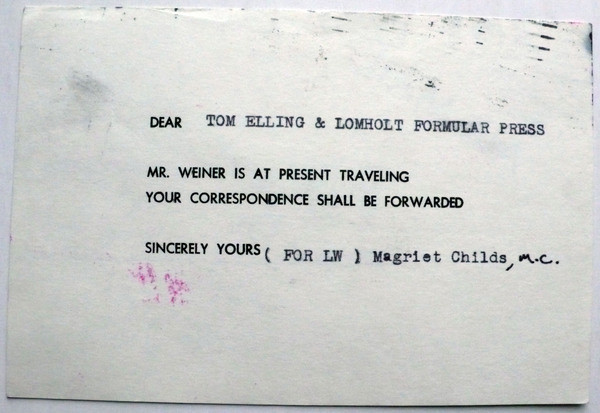 DEAR TOM ELLING & LOMHOLT FORMULAR PRESS
MR. WEINER IS AT PRESENT TRAVELING
YOUR CORRESPONDENCE SHALL BE FORWARDED
SINCERELY YOURS ( FOR LW ) Magriet Childs, M.C.